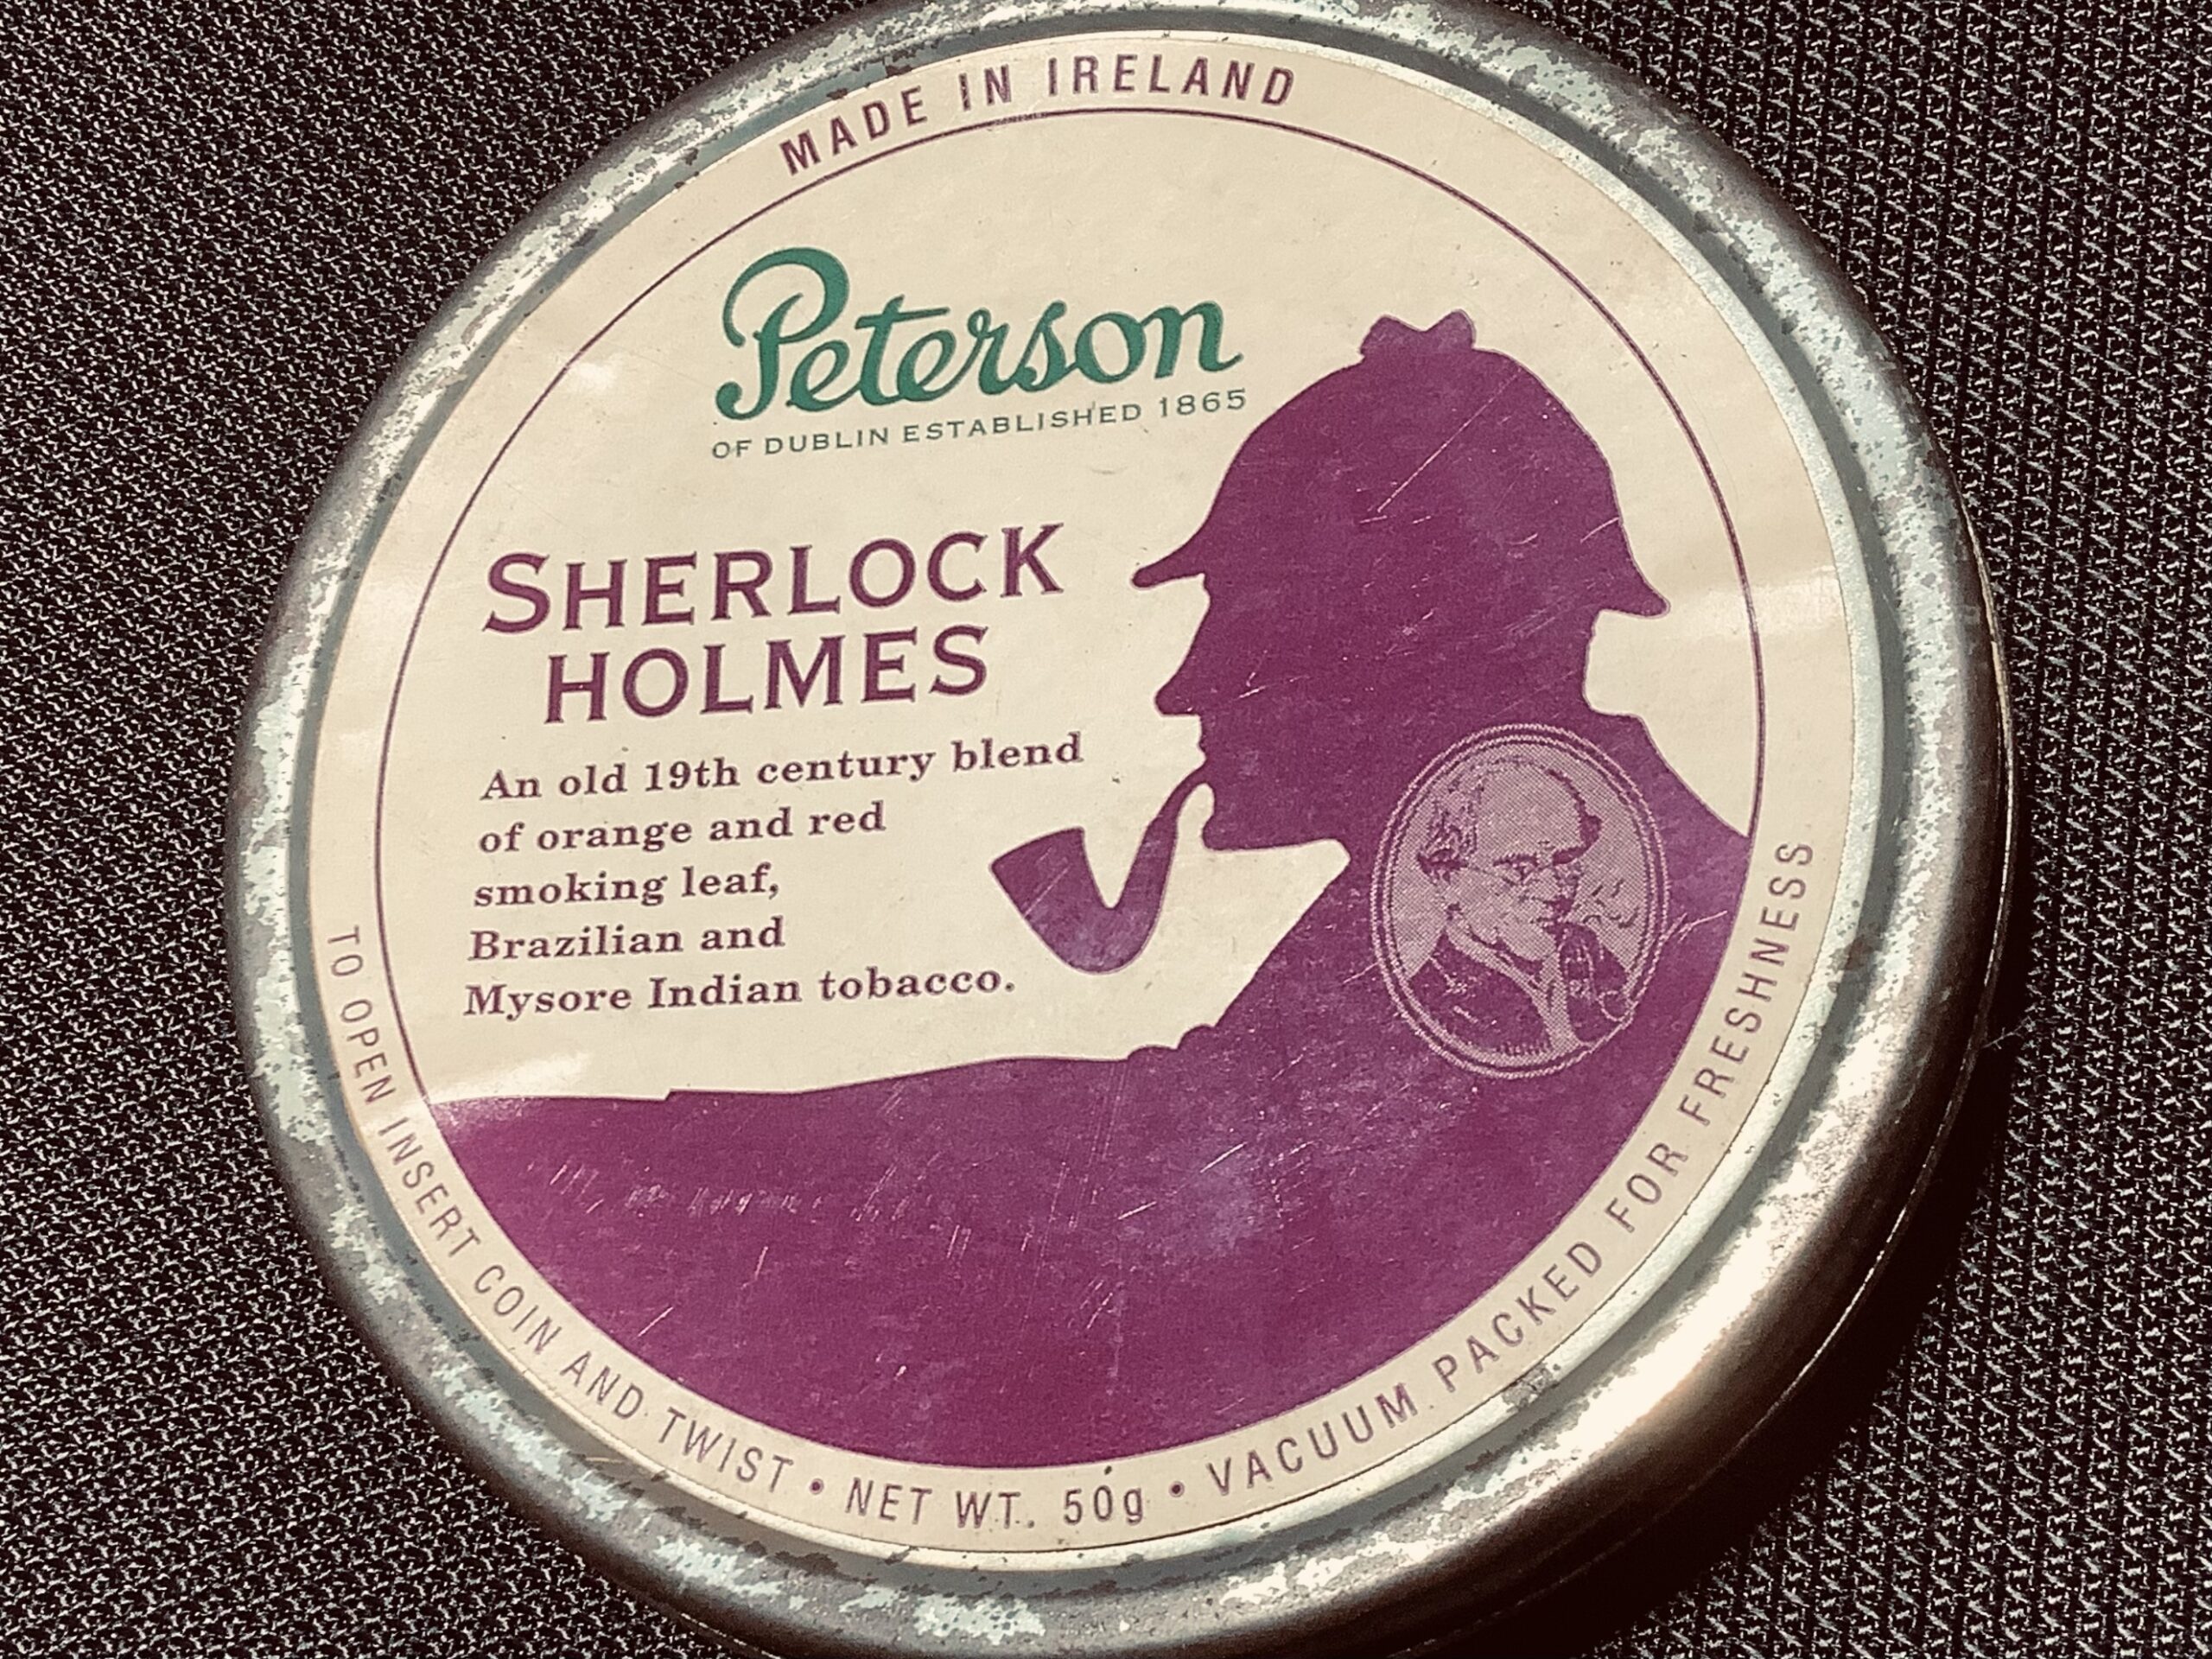 MADE IN IRELAND
Peterson
OF DUBLIN ESTABLISHED 1865
SHERLOCK
HOLMES
An old 19th century blend
of orange and red
smoking leaf,
Brazilian and
Mysore Indian tobacco.
TO OPEN INSERT COIN AND TWIST • NET WT. 50g • VACUUM PACKED FOR FRESHNESS